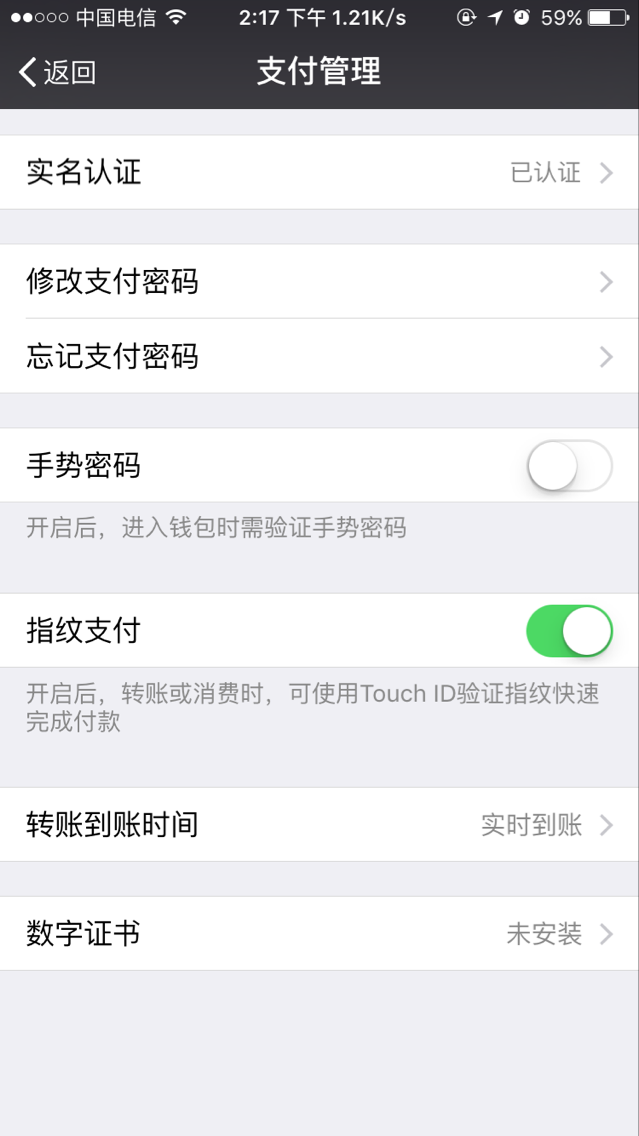 中国电信 2:17 下午 1.21K/s 59%
返回 支付管理
实名认证 已认证
修改支付密码
忘记支付密码
手势密码
开启后，进入钱包时需验证手势密码
指纹支付
开启后，转账或消费时，可使用Touch ID验证指纹快速
完成付款
转账到账时间 实时到账
数字证书 未安装